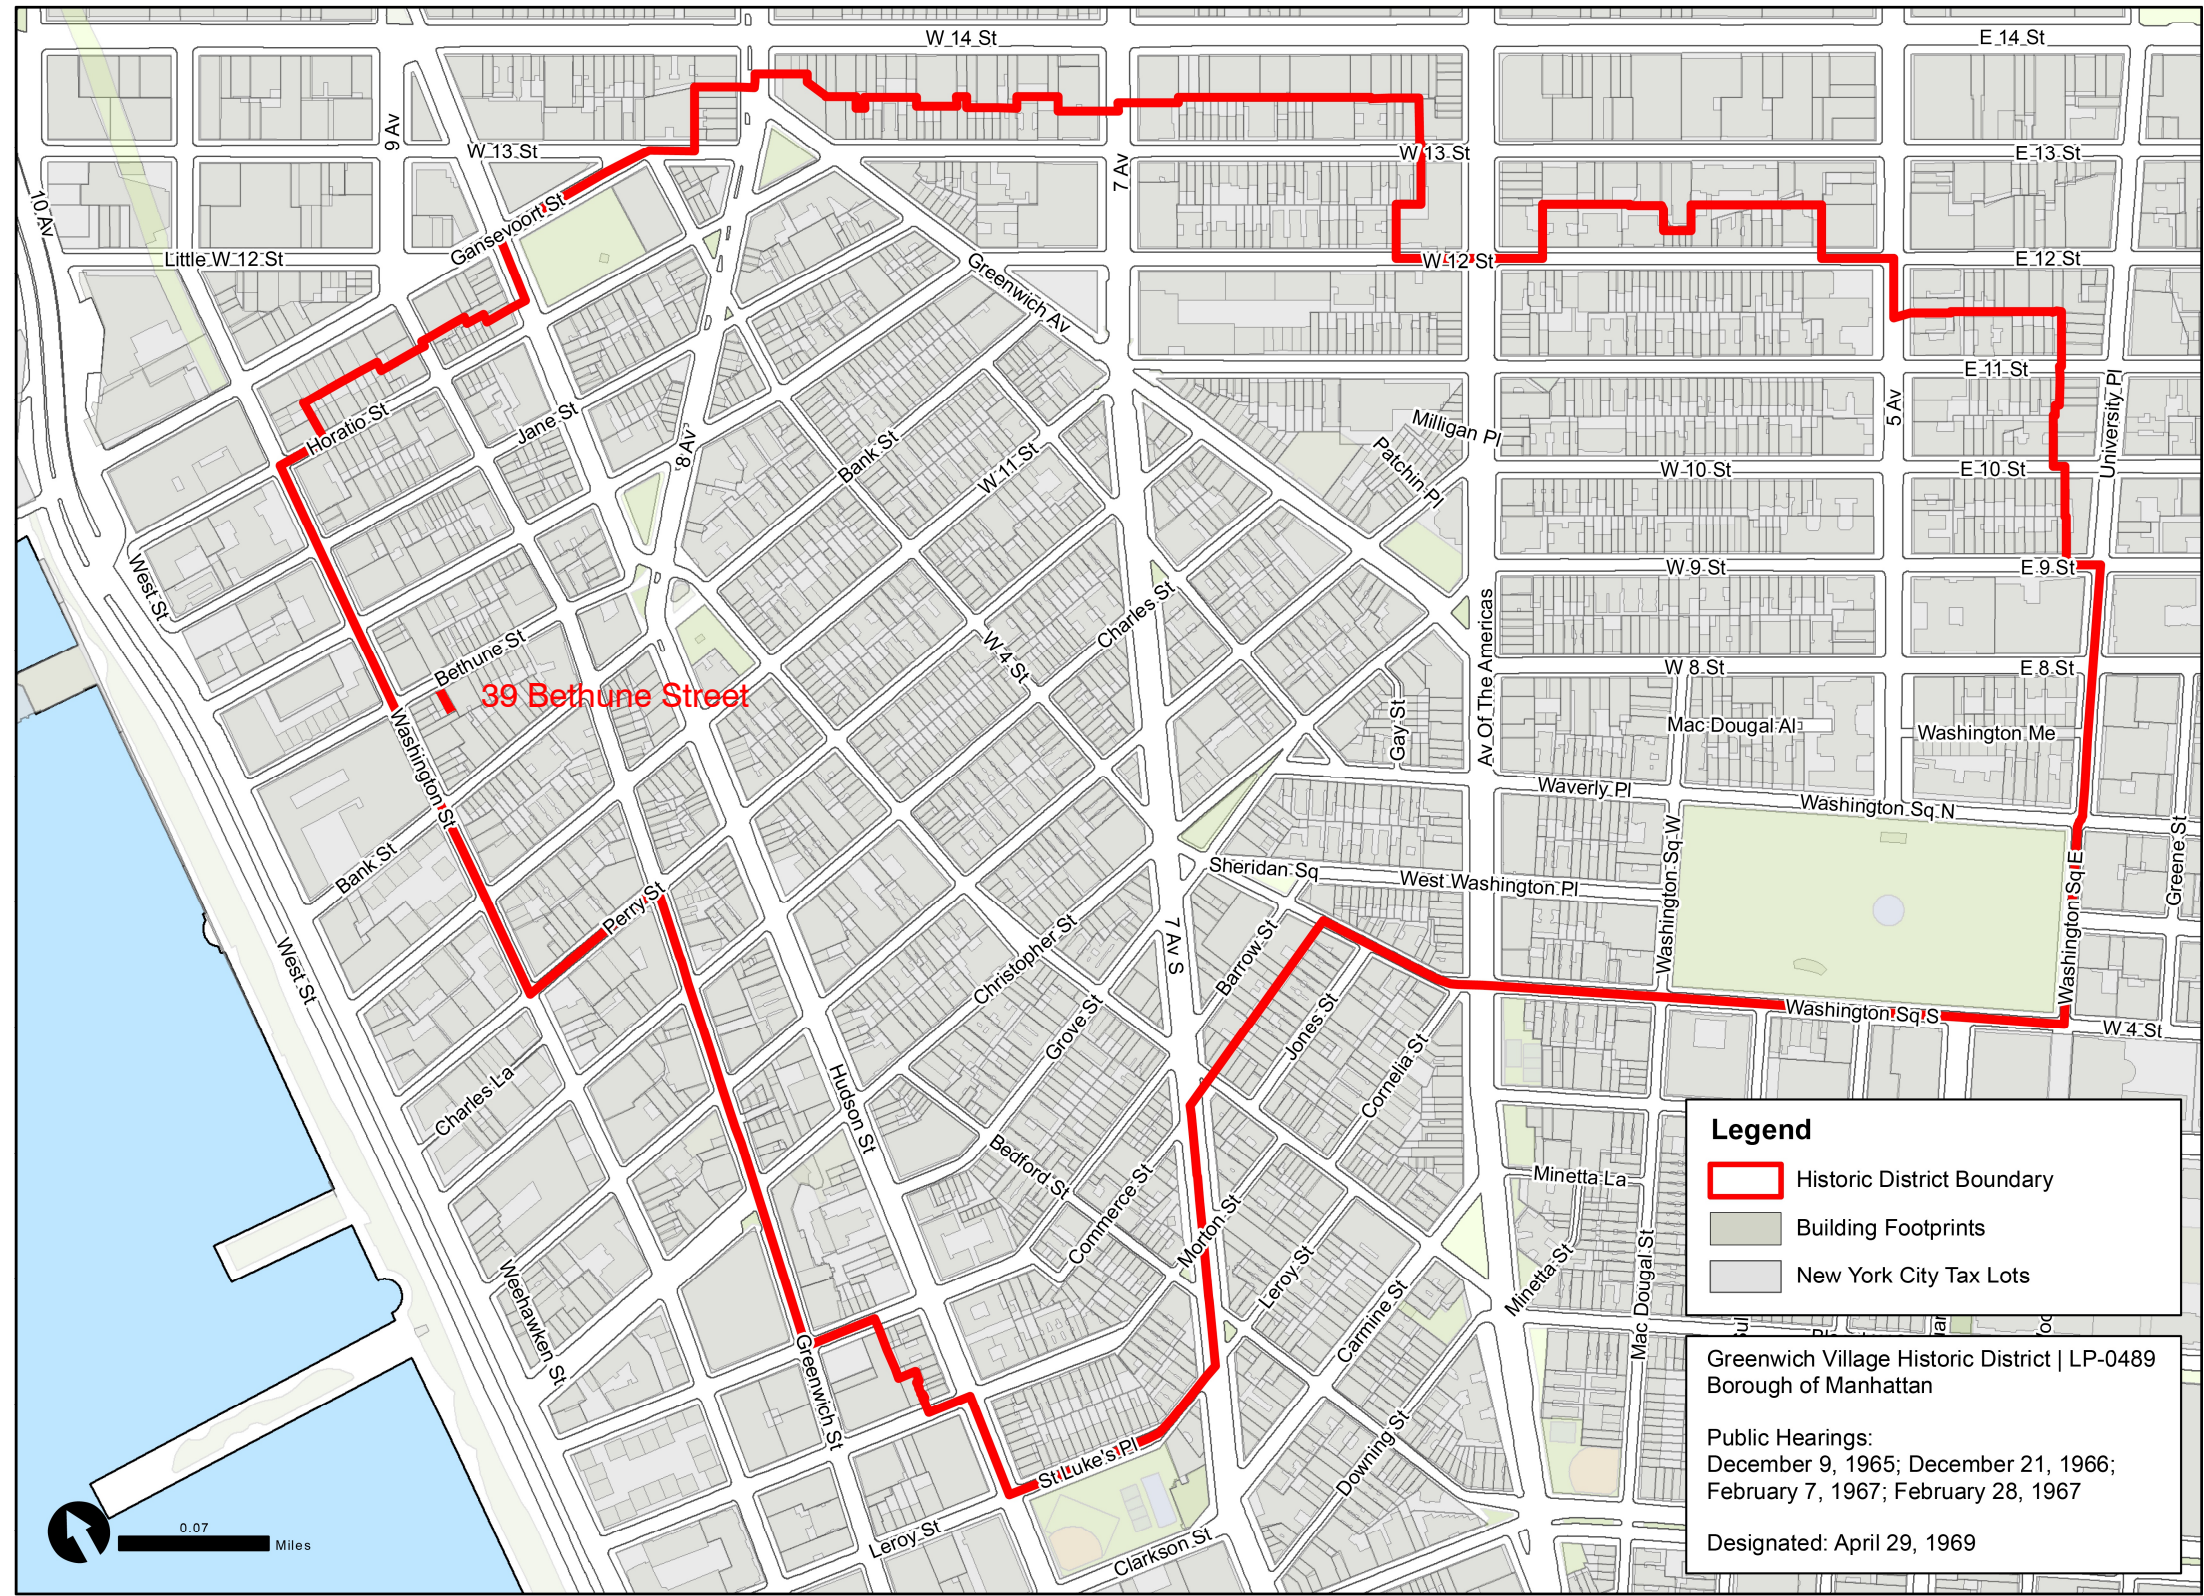 W 14 St
E 14 St
9 Av
W 13 St
W 13 St
E 13 St
7 Av
10 Av
Gansevoort St
Little W 12 St
Greenwich Av
W 12 St
E 12 St
E 11 St
University Pl
5 Av
Horatio St
Jane St
8 Av
Bank St
W 11 St
Milligan Pl
Patchin Pl
W 10 St
E 10 St
West St
W 9 St
E 9 St
Charles St
W 4 St
Bethune St
39 Bethune Street
Av Of The Americas
W 8 St
E 8 St
Gay St
Mac Dougal Al
Washington Me
Washington St
Waverly Pl
Washington Sq N
Washington Sq W
Washington Sq E
Greene St
Bank St
Sheridan Sq
West Washington Pl
Perry St
West St
Christopher St
7 Av S
Barrow St
Washington Sq S
W 4 St
Grove St
Jones St
Cornelia St
Charles La
Hudson St
Bedford St
Commerce St
Morton St
Minetta La
Leroy St
Minetta St
Mac Dougal St
Carmine St
Weehawken St
Greenwich St
St Luke's Pl
Downing St
Leroy St
Clarkson St
0.07
Miles
Legend
Historic District Boundary
Building Footprints
New York City Tax Lots
Greenwich Village Historic District | LP-0489
Borough of Manhattan
Public Hearings:
December 9, 1965; December 21, 1966;
February 7, 1967; February 28, 1967
Designated: April 29, 1969